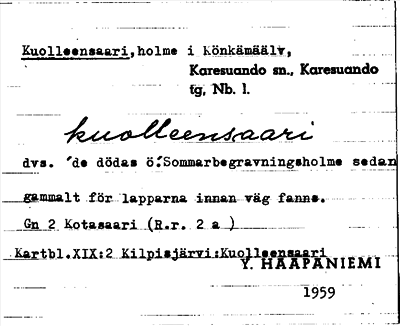 Kuolleensaari, holme i Könkämäälv,
Karesuando sn., Karesuando
tg, Nb. l.
kuolleensaari
dvs. "de dödas ö". Sommarbegravningsholme sedan
gammalt för lapparna innan väg fanns.
Gn 2 Kotasaari (R.r. 2 a )
Kartbl.XIX:2 Kilpisjärvi:Kuolleensaari
Y. HAAPANIEMI
1959